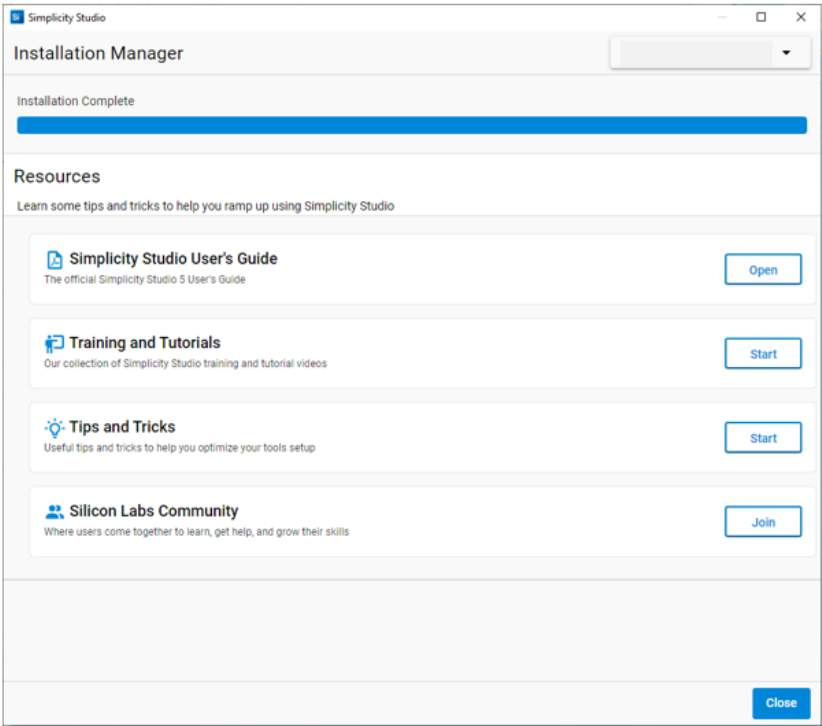 Si Simplicity Studio
Installation Manager
Installation Complete
Resources
Learn some tips and tricks to help you ramp up using Simplicity Studio
Simplicity Studio User's Guide
The official Simplicity Studio 5 User's Guide
Open
Training and Tutorials
Our collection of Simplicity Studio training and tutorial videos
Start
Tips and Tricks
Useful tips and tricks to help you optimize your tools setup
Start
Silicon Labs Community
Where users come together to learn, get help, and grow their skills
Join
Close